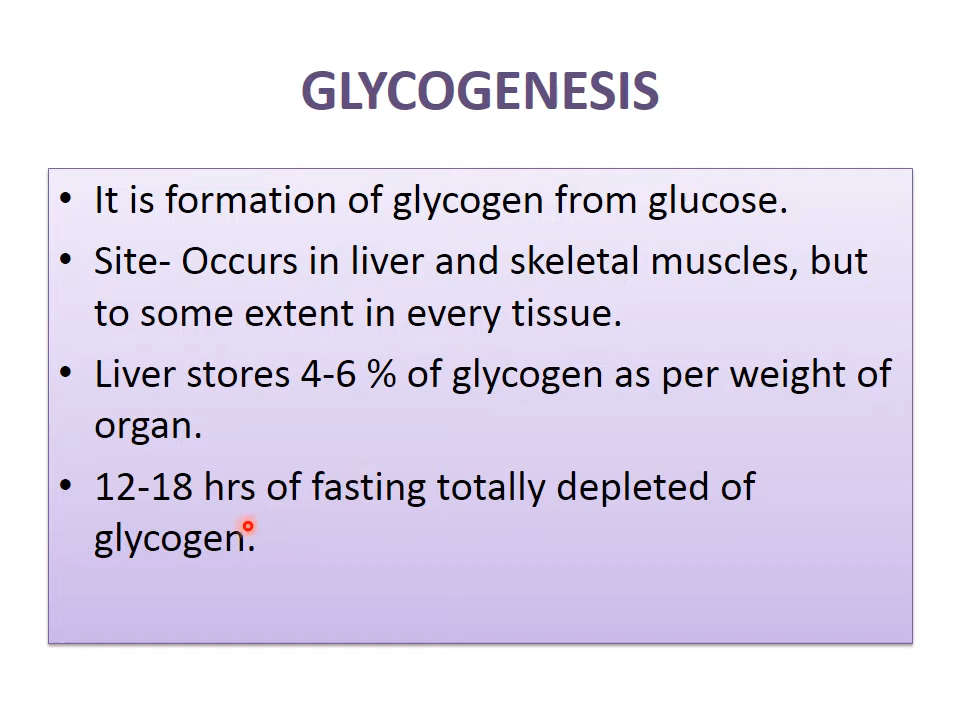 GLYCOGENESIS
• It is formation of glycogen from glucose.
• Site- Occurs in liver and skeletal muscles, but
to some extent in every tissue.
• Liver stores 4-6 % of glycogen as per weight of
organ.
• 12-18 hrs of fasting totally depleted of
glycogen.